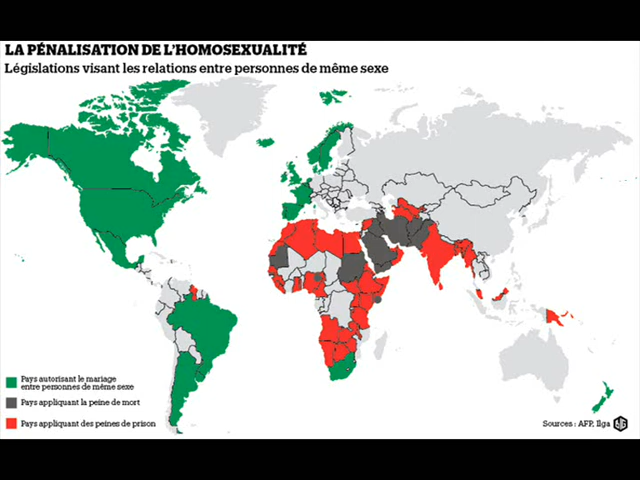 LA PÉNALISATION DE L'HOMOSEXUALITÉ
Législations visant les relations entre personnes de même sexe
Pays autorisant le mariage
entre personnes de même sexe
Pays appliquant la peine de mort
Pays appliquant des peines de prison
Sources : AFP, Ilga